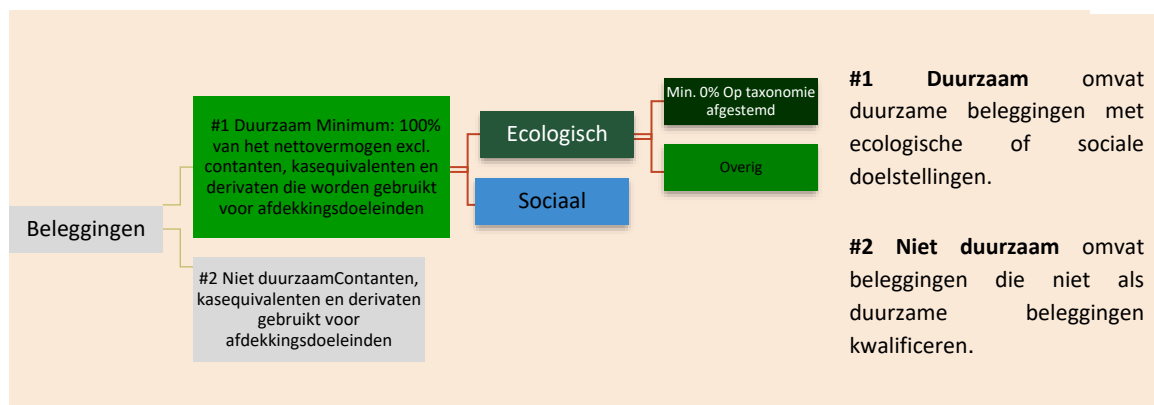 Beleggingen
#1 Duurzaam Minimum: 100%
van het nettovermogen excl.
contanten, kasequivalenten en
derivaten die worden gebruikt
voor afdekkingsdoeleinden
#2 Niet duurzaamContanten,
kasequivalenten en derivaten
gebruikt voor
afdekkingsdoeleinden
Ecologisch
Sociaal
Min. 0% Op taxonomie
afgestemd
Overig
#1 Duurzaam omvat
duurzame beleggingen met
ecologische of sociale
doelstellingen.
#2 Niet duurzaam omvat
beleggingen die niet als
duurzame beleggingen
kwalificeren.